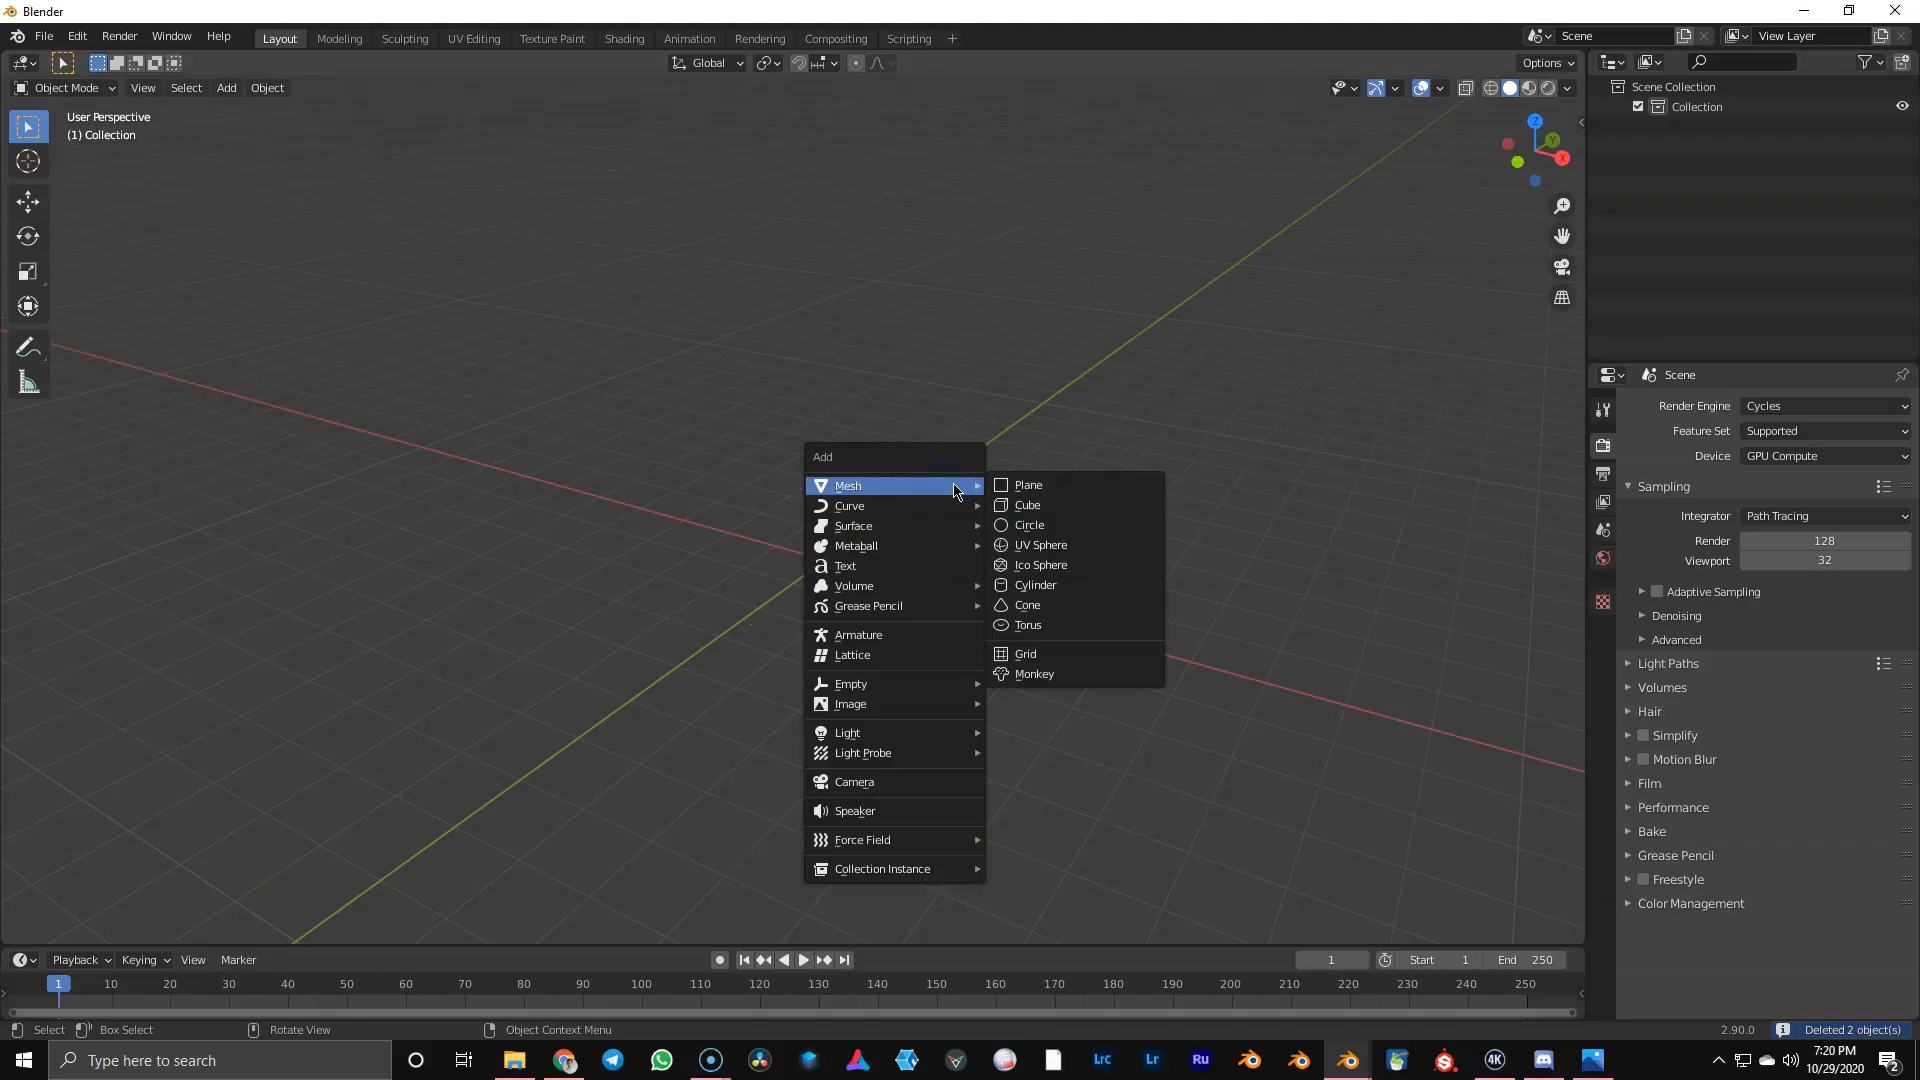 Blender
File Edit Render Window Help
Layout Modeling Sculpting UV Editing Texture Paint Shading Animation Rendering Compositing Scripting
Scene
View Layer
Global
Options
Object Mode View Select Add Object
User Perspective
(1) Collection
Z
Y
X
Scene Collection
Collection
Add
Mesh
Curve
Surface
Metaball
Text
Volume
Grease Pencil
Armature
Lattice
Empty
Image
Light
Light Probe
Camera
Speaker
Force Field
Collection Instance
Plane
Cube
Circle
UV Sphere
Ico Sphere
Cylinder
Cone
Torus
Grid
Monkey
Scene
Render Engine Cycles
Feature Set Supported
Device GPU Compute
Sampling
Integrator Path Tracing
Render 128
Viewport 32
Adaptive Sampling
Denoising
Advanced
Light Paths
Volumes
Hair
Simplify
Motion Blur
Film
Performance
Bake
Grease Pencil
Freestyle
Color Management
Playback Keying View Marker
1 Start 1 End 250
1 10 20 30 40 50 60 70 80 90 100 110 120 130 140 150 160 170 180 190 200 210 220 230 240 250
Select Box Select Rotate View Object Context Menu
2.90.0 Deleted 2 object(s)
Type here to search
Lrc Lr Ru 4K
7:20 PM
10/29/2020
2